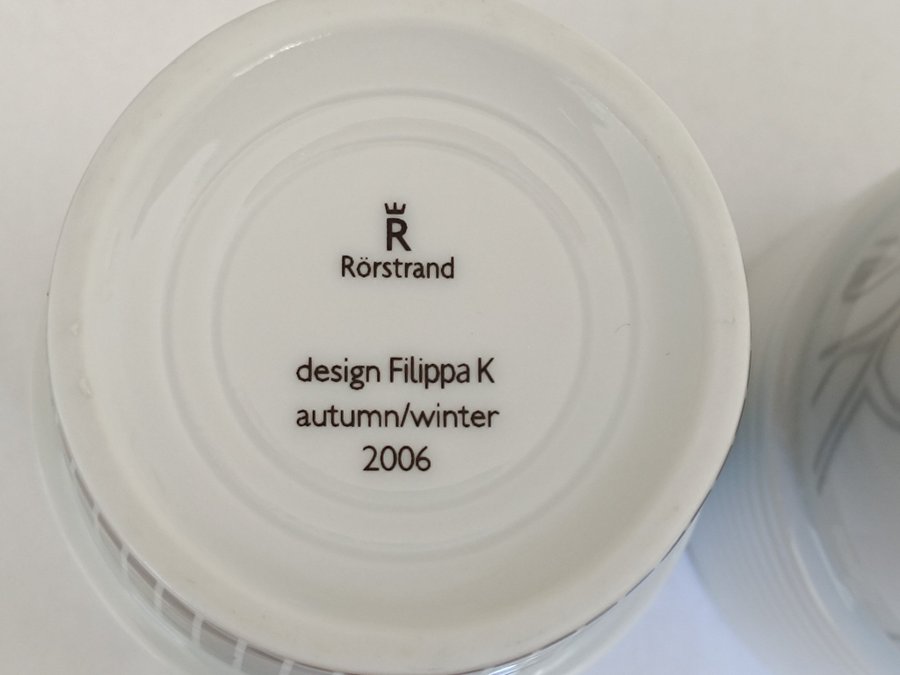 R
Rörstrand
design Filippa K
autumn/winter
2006